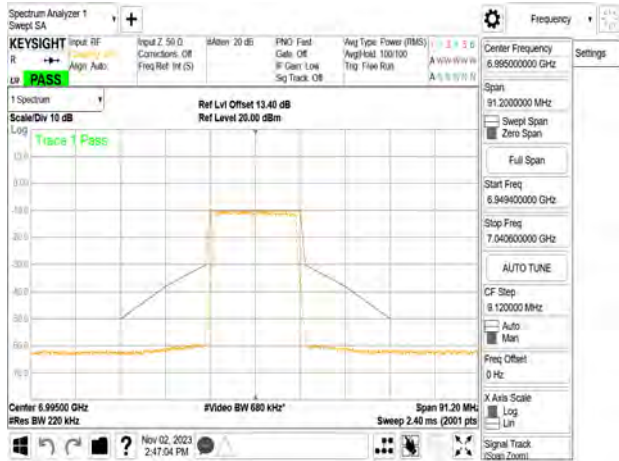 Spectrum Analyzer 1
Swept SA
+
Frequency
KEYSIGHT
Input: RF
Align: Auto
Input Z: 50 Ω
Corrections: Off
Freq Ref: Int (S)
#Atten: 20 dB
PNO: Fast
Gate: Off
IF Gain: Low
Sig Track: Off
Avg Type: Power (RMS)
Avg|Hold: 100/100
Trig: Free Run
PASS
1 Spectrum
Scale/Div 10 dB
Log
Ref Lvl Offset 13.40 dB
Ref Level 20.00 dBm
Trace 1 Pass
Center 6.99500 GHz
#Res BW 220 kHz
#Video BW 680 kHz*
Span 91.20 MHz
Sweep 2.40 ms (2001 pts)
Nov 02, 2023
2:47:04 PM
Settings
Center Frequency
6.995000000 GHz
Span
91.2000000 MHz
Swept Span
Zero Span
Full Span
Start Freq
6.949400000 GHz
Stop Freq
7.040600000 GHz
AUTO TUNE
CF Step
9.120000 MHz
Auto
Man
Freq Offset
0 Hz
X Axis Scale
Log
Lin
Signal Track
(Span Zoom)